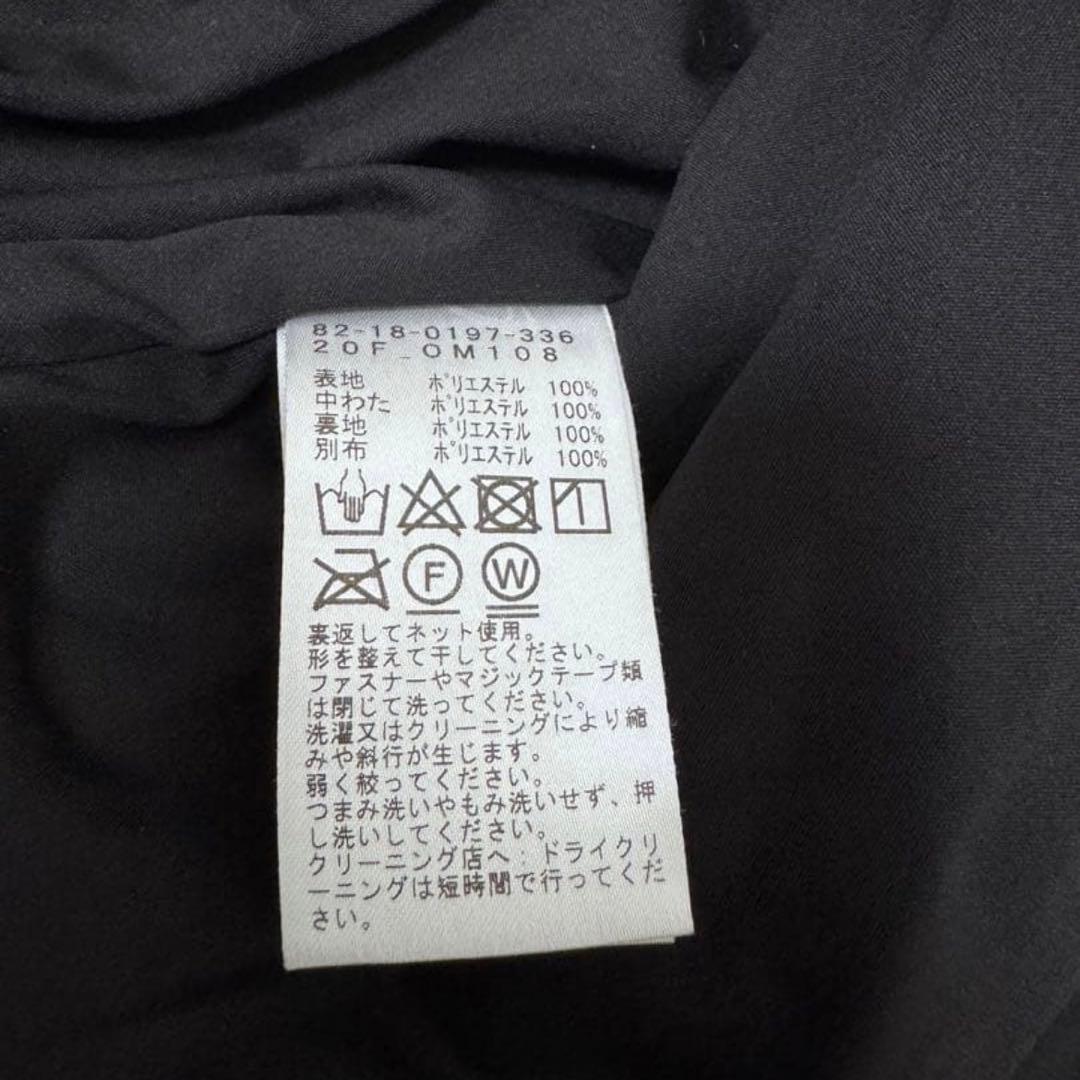 82-18-0197-336
20F_OM108
表地 ポリエステル 100%
中わた ポリエステル 100%
裏地 ポリエステル 100%
別布 ポリエステル 100%
F W
裏返してネット使用。
形を整えて干してください。
ファスナーやマジックテープ類
は閉じて洗ってください。
洗濯又はクリーニングにより縮
みや斜行が生じます。
弱く絞ってください。
つまみ洗いやもみ洗いせず、押
し洗いしてください。
クリーニング店へ:ドライクリ
ーニングは短時間で行ってくだ
さい。